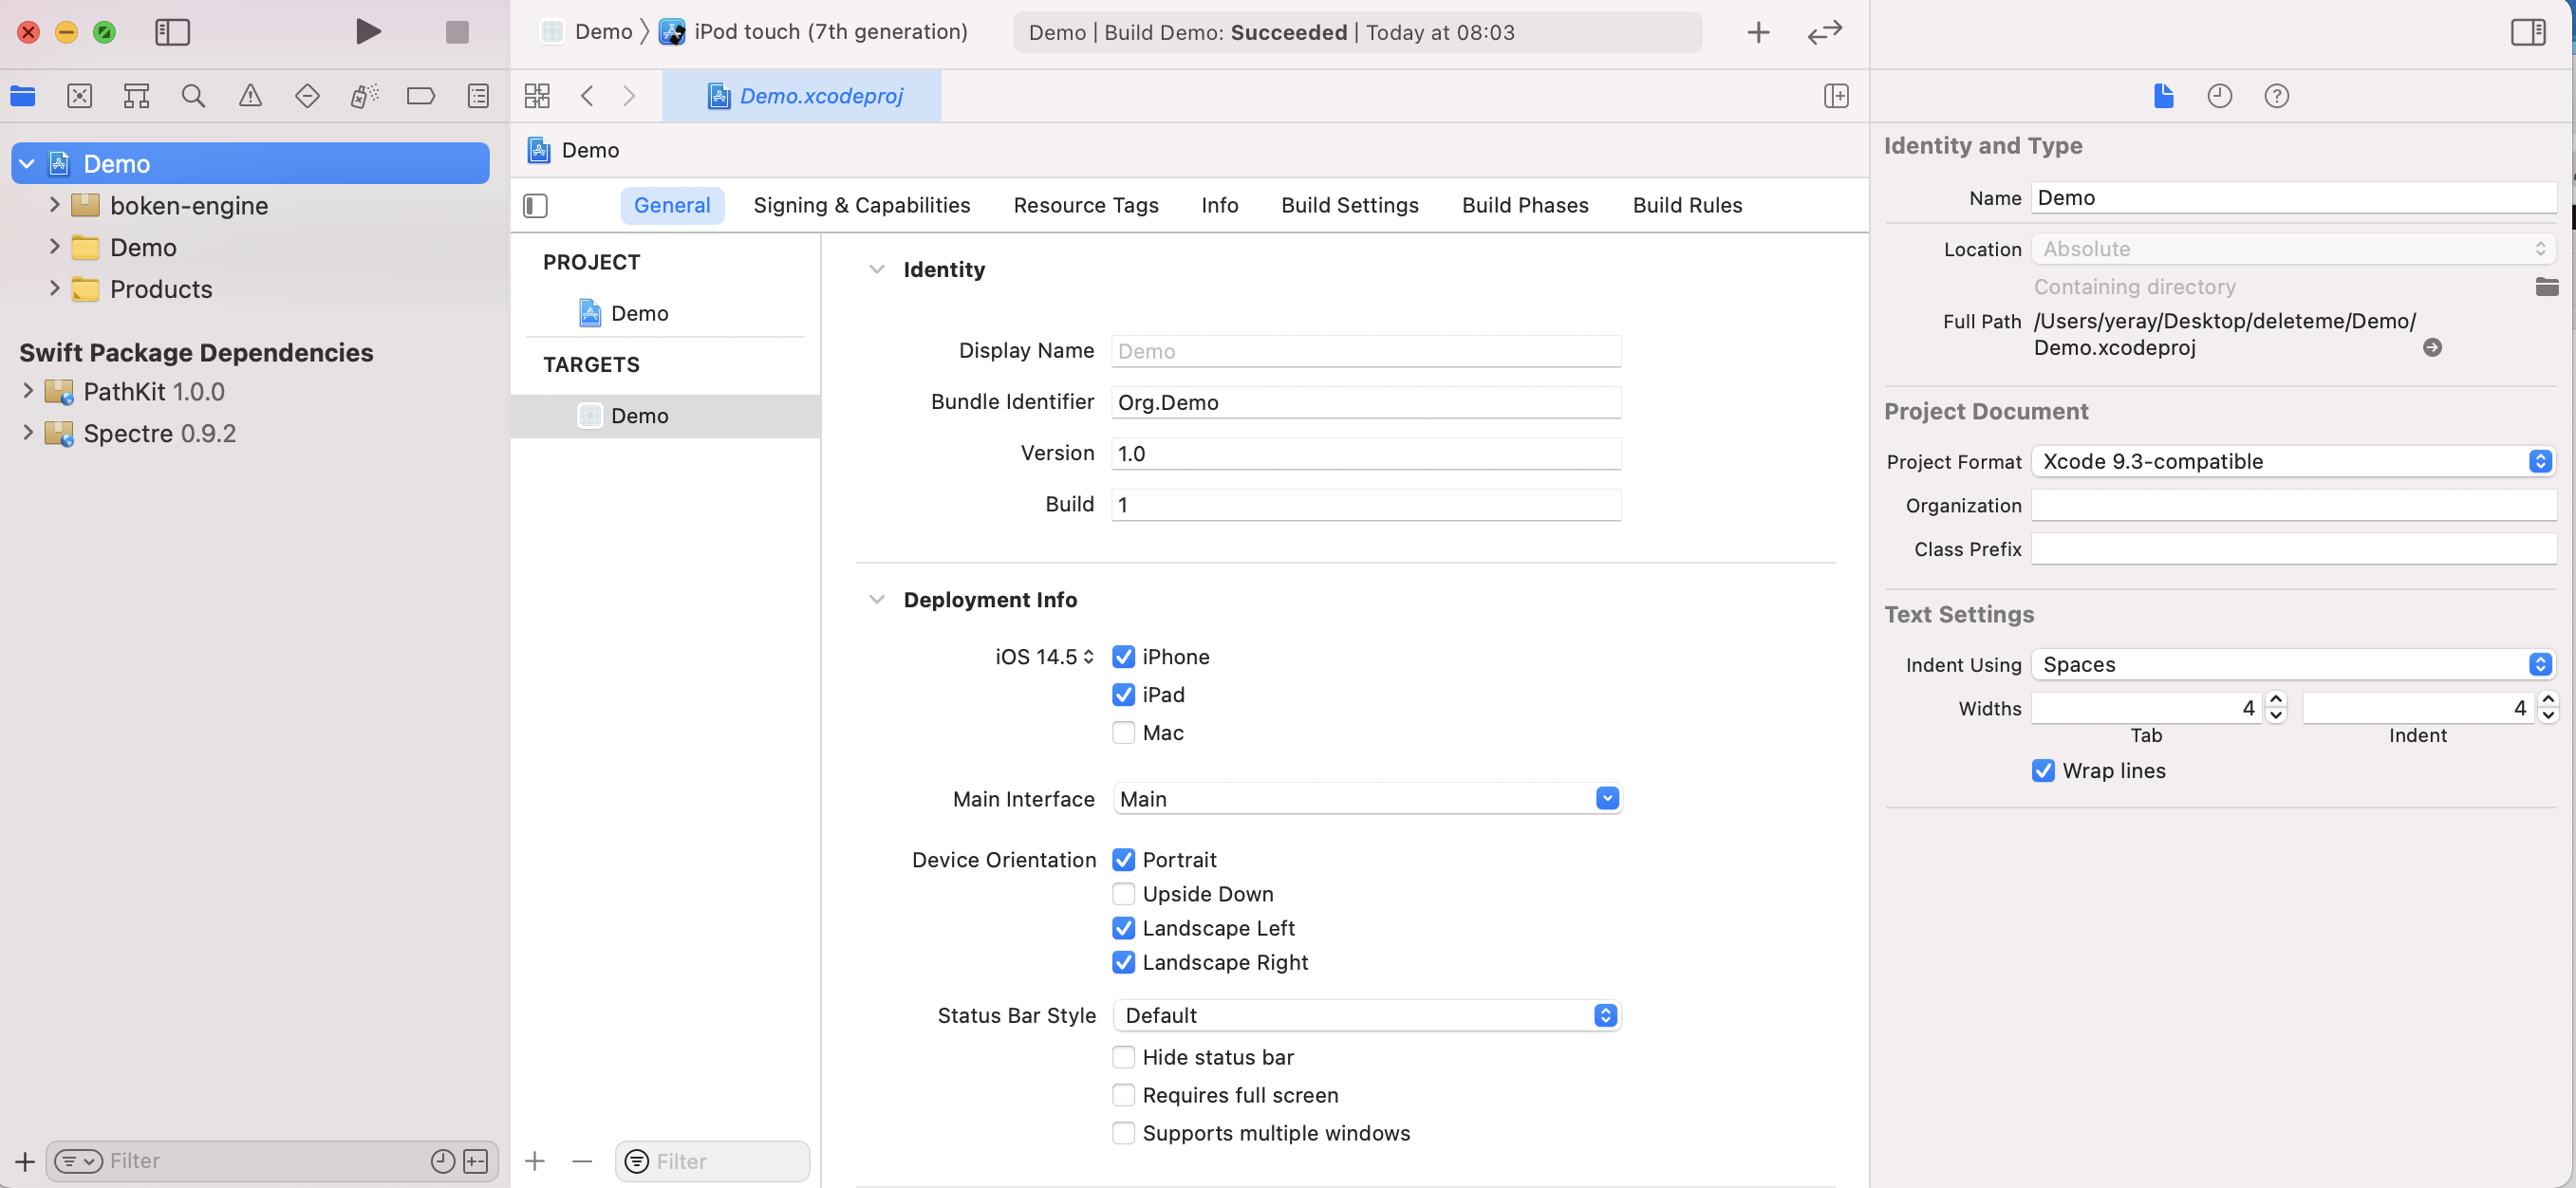 Demo 〉 iPod touch (7th generation)
Demo | Build Demo: Succeeded | Today at 08:03
Demo.xcodeproj
Demo
boken-engine
Demo
Products
Swift Package Dependencies
PathKit 1.0.0
Spectre 0.9.2
Filter
Demo
General Signing & Capabilities Resource Tags Info Build Settings Build Phases Build Rules
PROJECT
Demo
TARGETS
Demo
Filter
Identity
Display Name Demo
Bundle Identifier Org.Demo
Version 1.0
Build 1
Deployment Info
iOS 14.5 iPhone
iPad
Mac
Main Interface Main
Device Orientation Portrait
Upside Down
Landscape Left
Landscape Right
Status Bar Style Default
Hide status bar
Requires full screen
Supports multiple windows
Identity and Type
Name Demo
Location Absolute
Containing directory
Full Path /Users/yeray/Desktop/deleteme/Demo/
Demo.xcodeproj
Project Document
Project Format Xcode 9.3-compatible
Organization
Class Prefix
Text Settings
Indent Using Spaces
Widths 4 4
Tab Indent
Wrap lines